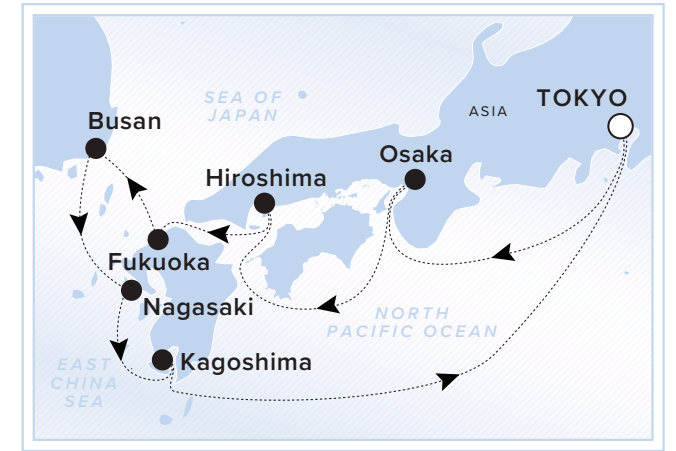 SEA OF
JAPAN
ASIA
TOKYO
Busan
Osaka
Hiroshima
Fukuoka
Nagasaki
NORTH
PACIFIC OCEAN
Kagoshima
EAST
CHINA
SEA